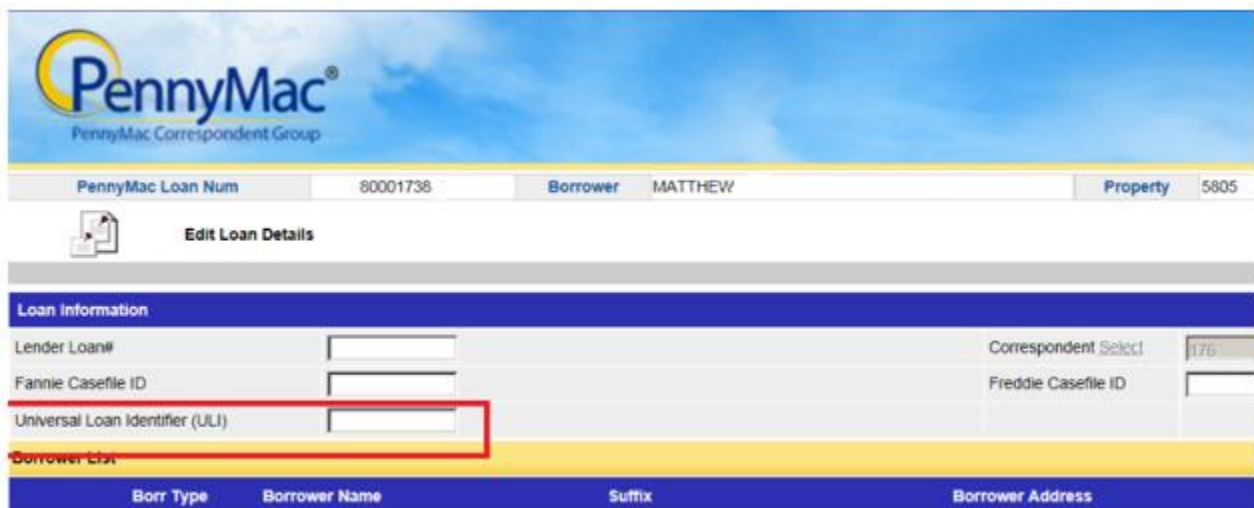 PennyMac®
PennyMac Correspondent Group
PennyMac Loan Num 80001738 Borrower MATTHEW Property 5805
Edit Loan Details
Loan Information
Lender Loan# Correspondent Select 176
Fannie Casefile ID Freddie Casefile ID
Universal Loan Identifier (ULI)
Borrower List
Borr Type Borrower Name Suffix Borrower Address